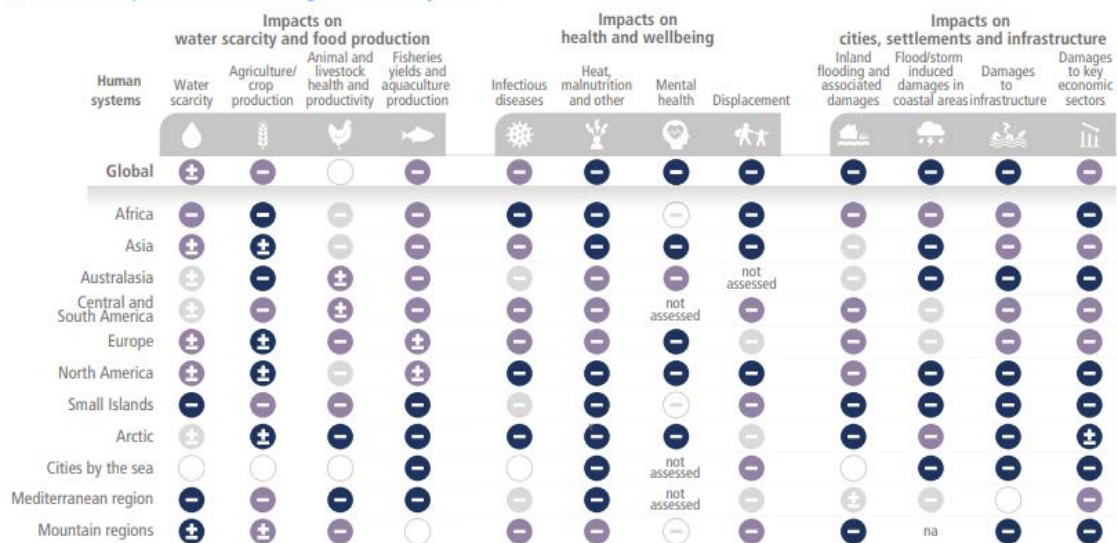 Impacts on
water scarcity and food production
Impacts on
health and wellbeing
Impacts on
cities, settlements and infrastructure
Human
systems
Water
scarcity
Agriculture/
crop
production
Animal and
livestock
health and
productivity
Fisheries
yields and
aquaculture
production
Infectious
diseases
Heat,
malnutrition
and other
Mental
health
Displacement
Inland
flooding and
associated
damages
Flood/storm
induced
damages in
coastal areas
Damages
to
infrastructure
Damages
to key
economic
sectors
Global
±
Africa
Asia
±
±
Australasia
±
±
not
assessed
Central and
South America
±
±
not
assessed
Europe
±
±
±
North America
±
±
±
Small Islands
Arctic
±
±
±
Cities by the sea
not
assessed
Mediterranean region
not
assessed
±
Mountain regions
±
±
na